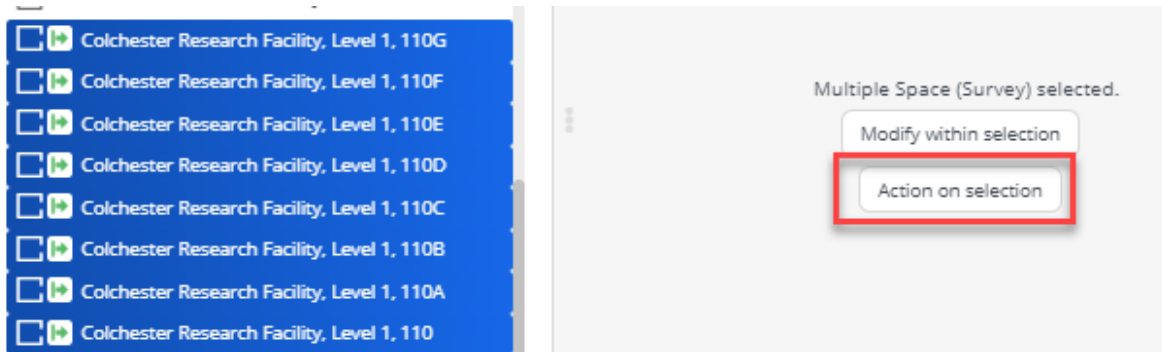 Colchester Research Facility, Level 1, 110G
Colchester Research Facility, Level 1, 110F
Colchester Research Facility, Level 1, 110E
Colchester Research Facility, Level 1, 110D
Colchester Research Facility, Level 1, 110C
Colchester Research Facility, Level 1, 110B
Colchester Research Facility, Level 1, 110A
Colchester Research Facility, Level 1, 110
Multiple Space (Survey) selected.
Modify within selection
Action on selection